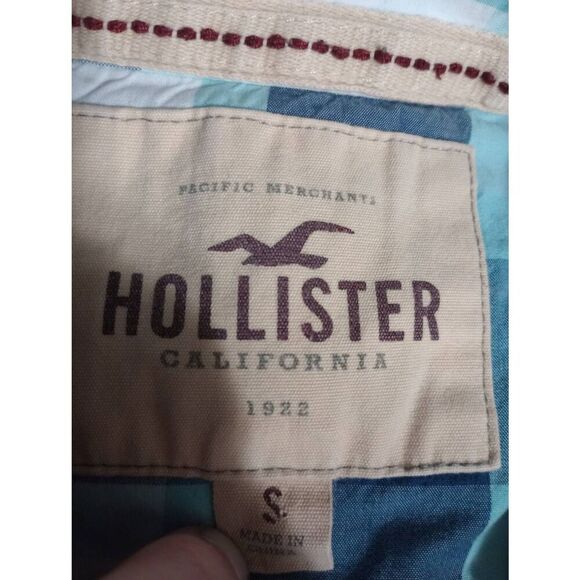 PACIFIC MERCHANTS
HOLLISTER
CALIFORNIA
1922
S
MADE IN